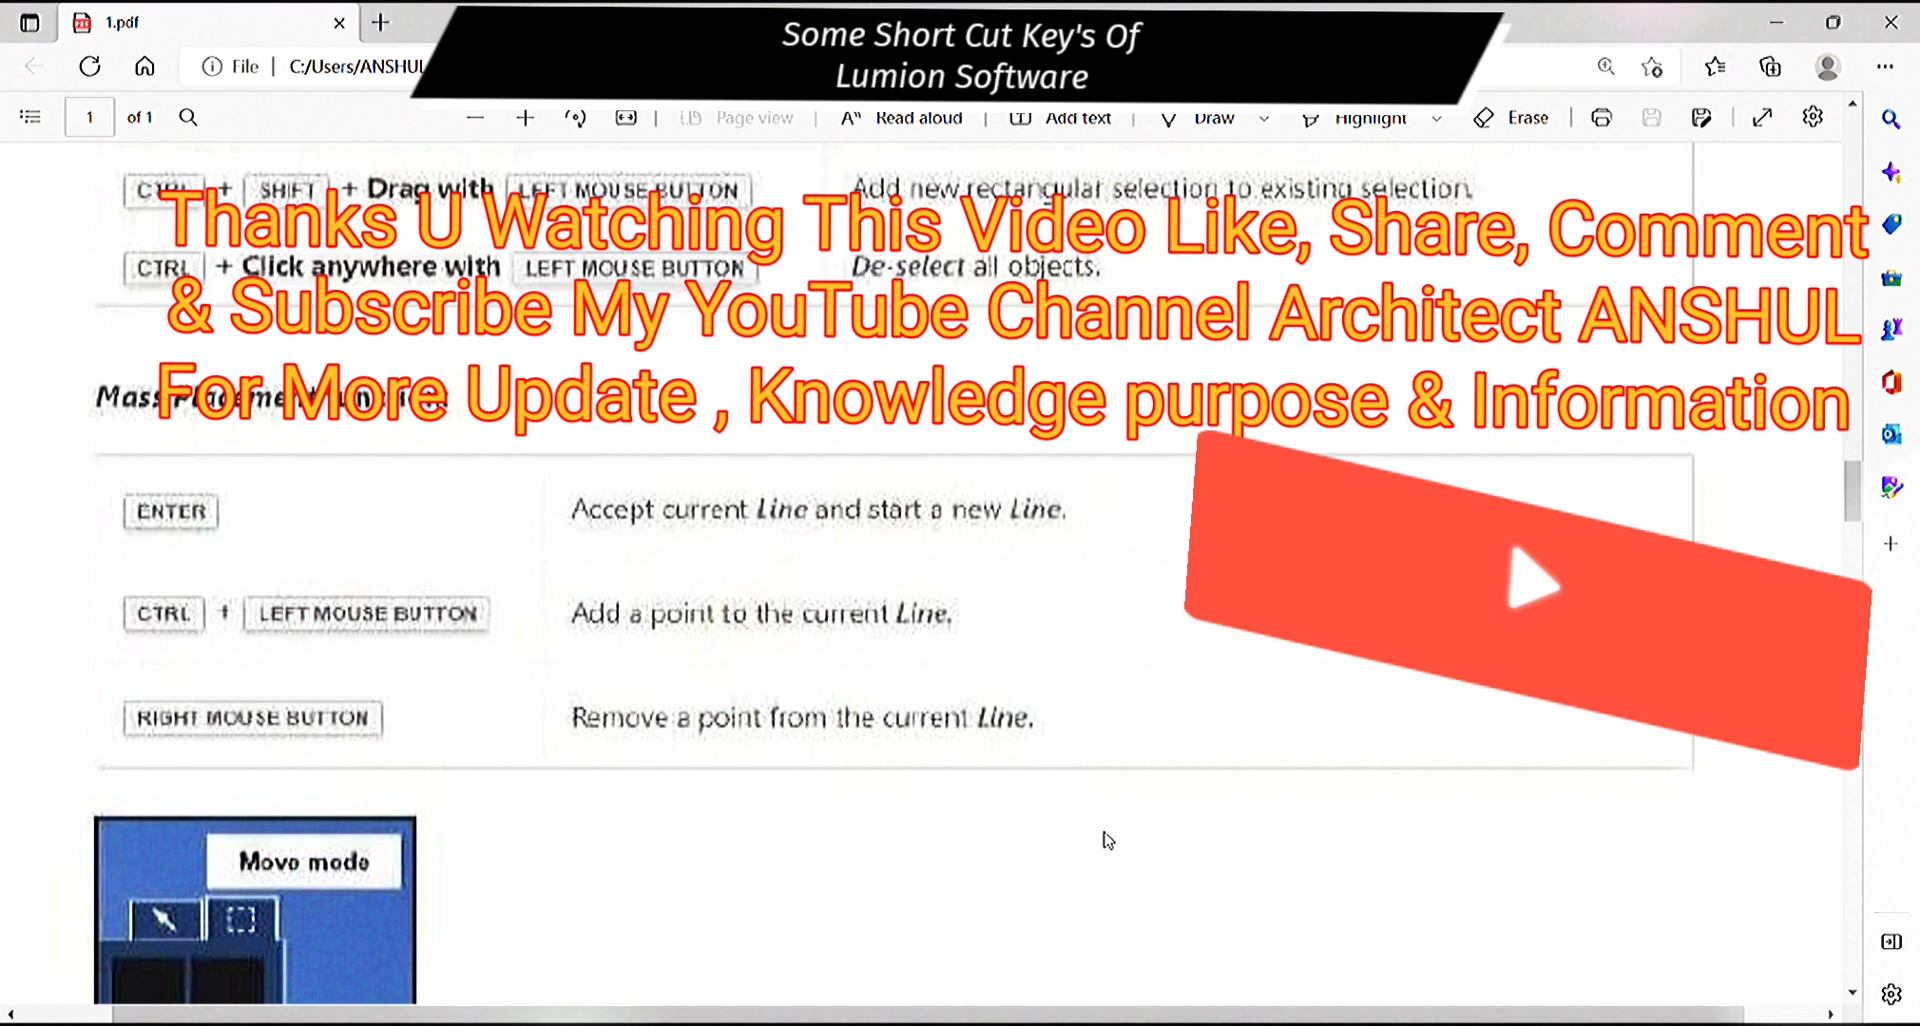 1.pdf
Some Short Cut Key's Of
Lumion Software
File | C:/Users/ANSHUL
1 of 1
Page view
Read aloud
Add text
Draw
Highlight
Erase
CTRL + SHIFT + Drag with LEFT MOUSE BUTTON Add new rectangular selection to existing selection.
Thanks U Watching This Video Like, Share, Comment
CTRL + Click anywhere with LEFT MOUSE BUTTON De-select all objects.
& Subscribe My YouTube Channel Architect ANSHUL
For More Update , Knowledge purpose & Information
Mass Placement function:
ENTER Accept current Line and start a new Line.
CTRL + LEFT MOUSE BUTTON Add a point to the current Line.
RIGHT MOUSE BUTTON Remove a point from the current Line.
Move mode